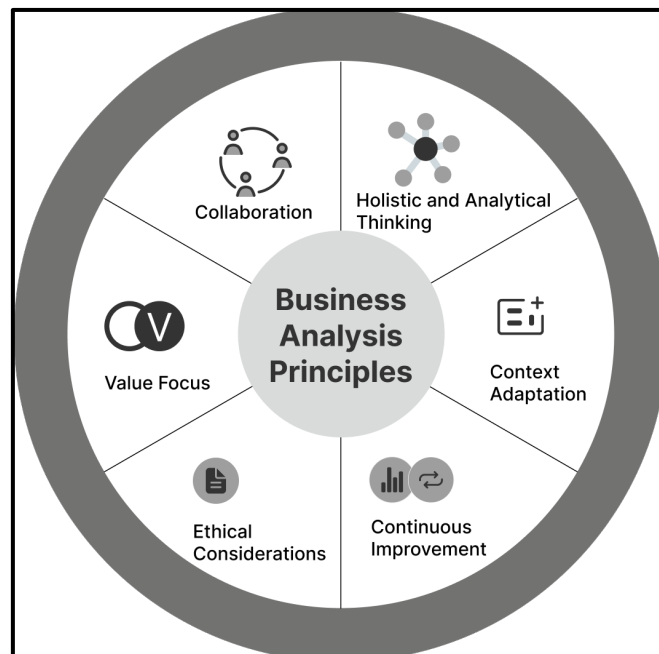 Collaboration
Holistic and Analytical
Thinking
Business
Analysis
Principles
V
Value Focus
Context
Adaptation
Ethical
Considerations
Continuous
Improvement